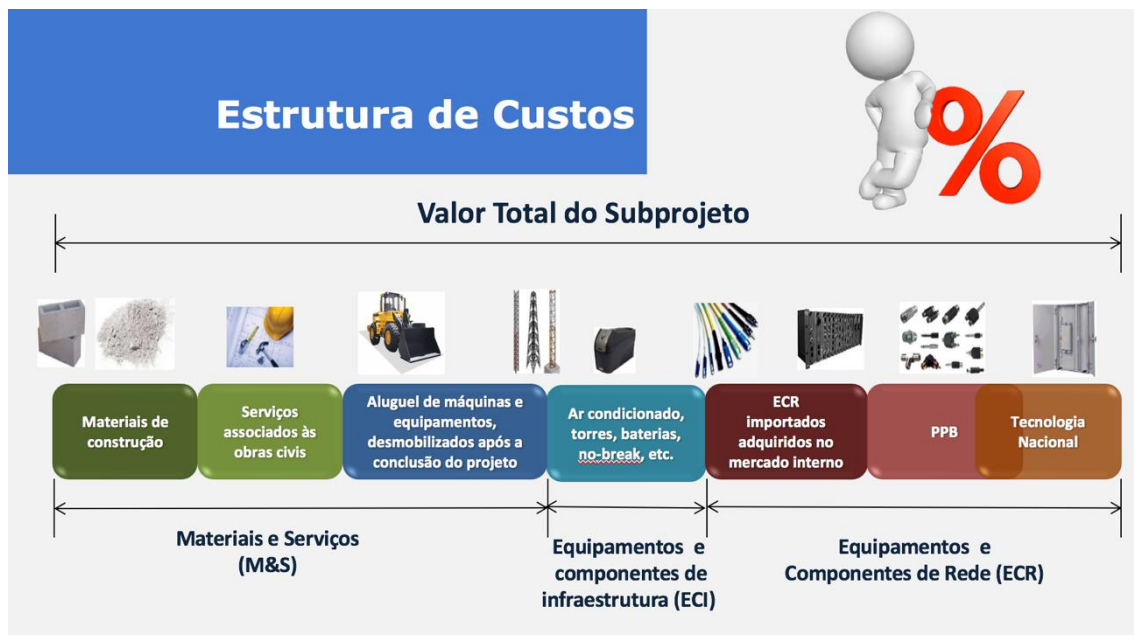 Estrutura de Custos
%
Valor Total do Subprojeto
Materiais de
construção
Serviços
associados às
obras civis
Aluguel de máquinas e
equipamentos,
desmobilizados após a
conclusão do projeto
Ar condicionado,
torres, baterias,
no-break, etc.
ECR
importados
adquiridos no
mercado interno
PPB
Tecnologia
Nacional
Materiais e Serviços
(M&S)
Equipamentos e
componentes de
infraestrutura (ECI)
Equipamentos e
Componentes de Rede (ECR)